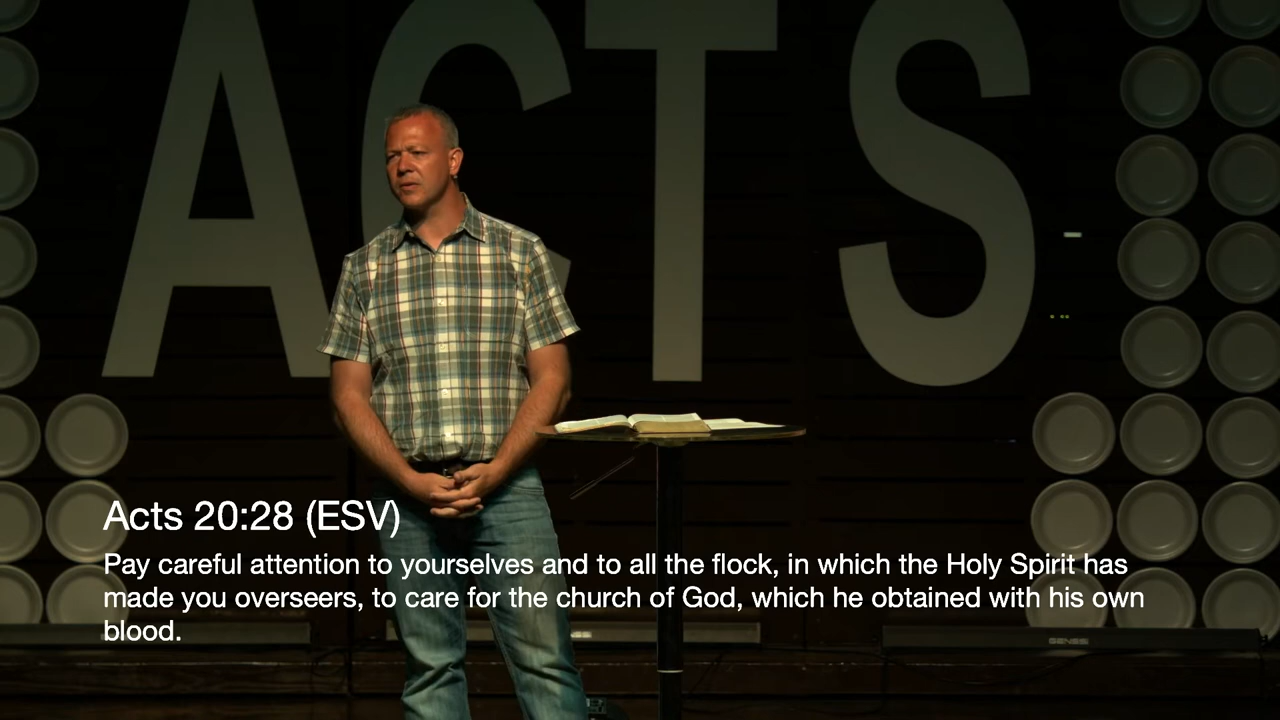 ACTS
Acts 20:28 (ESV)
Pay careful attention to yourselves and to all the flock, in which the Holy Spirit has
made you overseers, to care for the church of God, which he obtained with his own
blood.